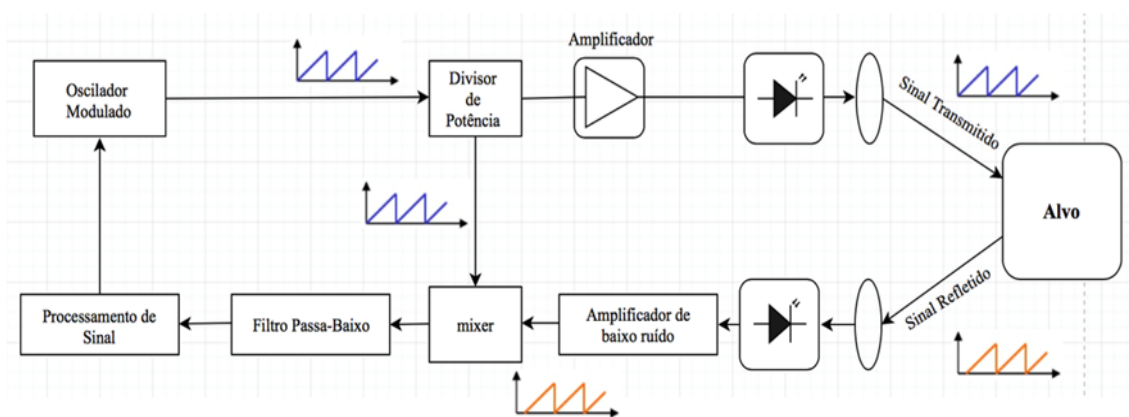 Amplificador
Oscilador
Modulado
Divisor
de
Potência
Sinal Transmitido
Alvo
Sinal Refletido
Processamento de
Sinal
Filtro Passa-Baixo
mixer
Amplificador de
baixo ruído